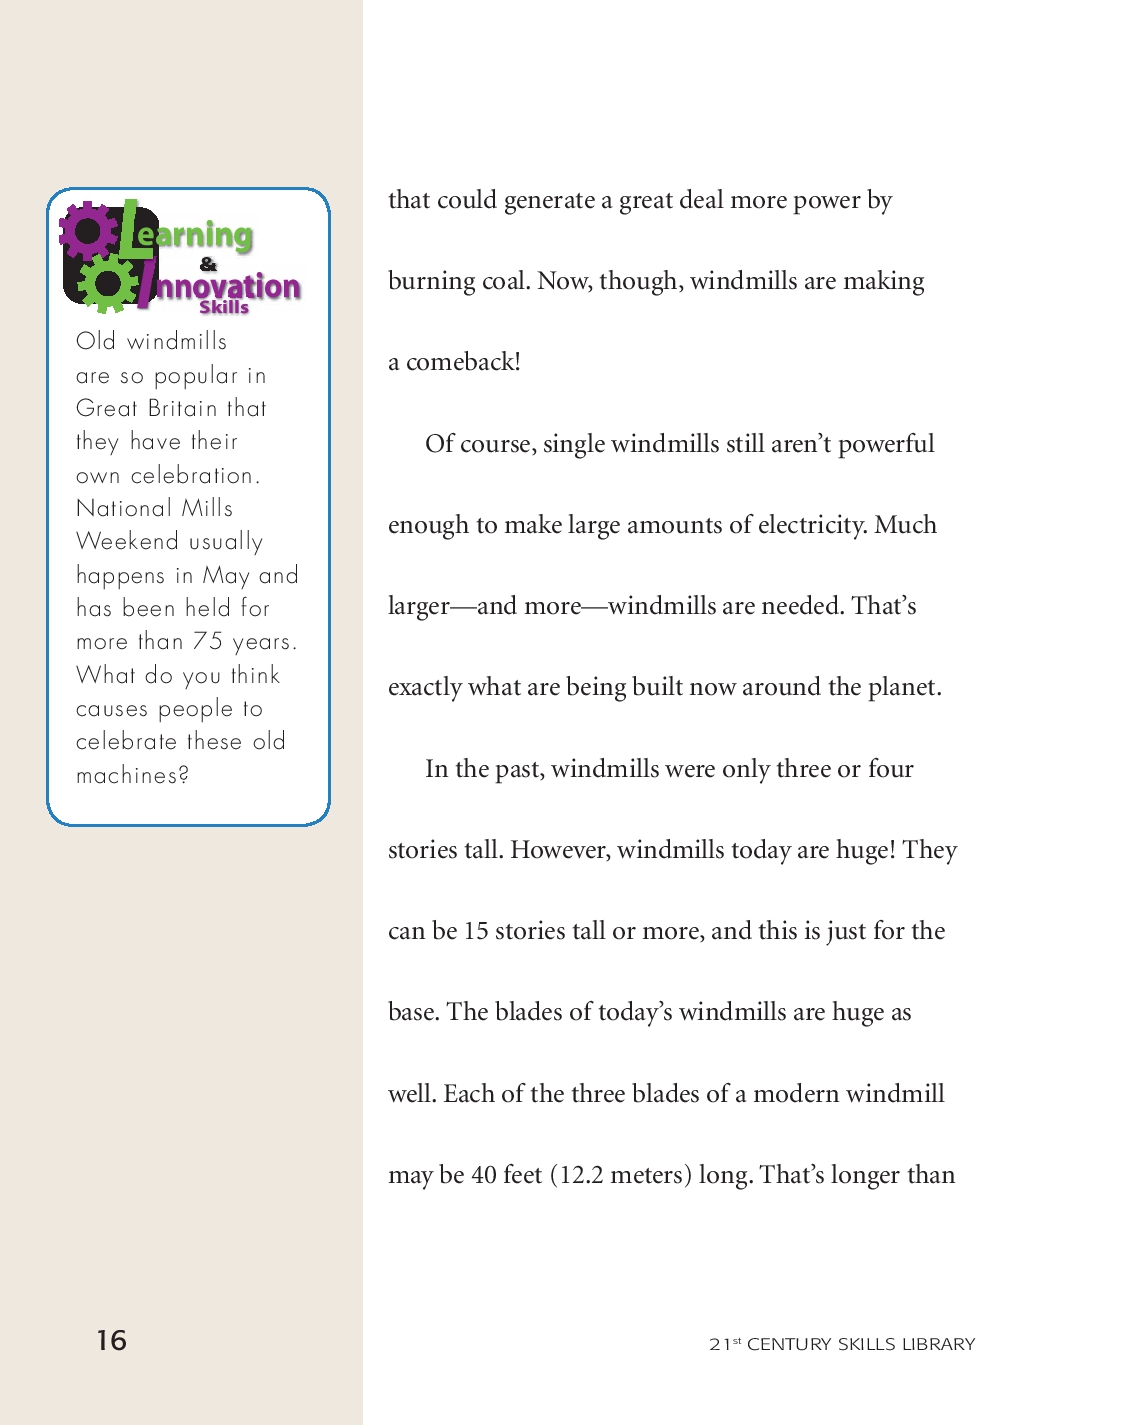 Learning
&
Innovation
Skills
Old windmills
are so popular in
Great Britain that
they have their
own celebration.
National Mills
Weekend usually
happens in May and
has been held for
more than 75 years.
What do you think
causes people to
celebrate these old
machines?
that could generate a great deal more power by
burning coal. Now, though, windmills are making
a comeback!
Of course, single windmills still aren’t powerful
enough to make large amounts of electricity. Much
larger—and more—windmills are needed. That’s
exactly what are being built now around the planet.
In the past, windmills were only three or four
stories tall. However, windmills today are huge! They
can be 15 stories tall or more, and this is just for the
base. The blades of today’s windmills are huge as
well. Each of the three blades of a modern windmill
may be 40 feet (12.2 meters) long. That’s longer than
16
21st CENTURY SKILLS LIBRARY